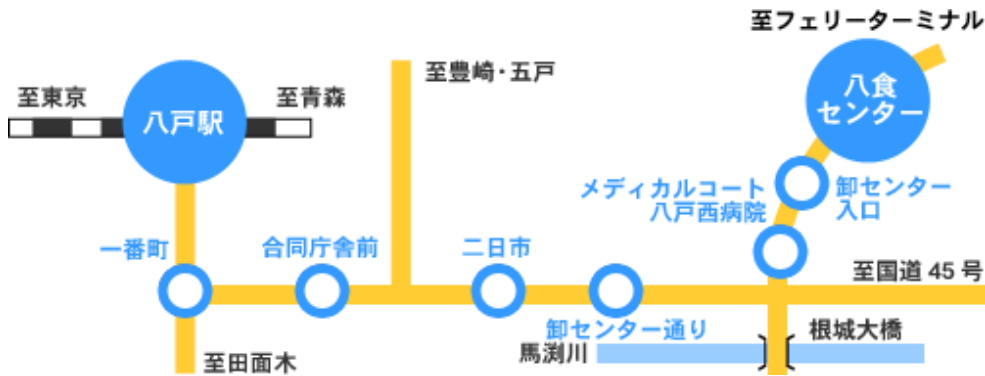 至フェリーターミナル
至豊崎・五戸
八食
センター
至東京
至青森
八戸駅
メディカルコート
八戸西病院
卸センター
入口
一番町
合同庁舎前
二日市
至国道 45 号
卸センター通り
根城大橋
馬渕川
至田面木